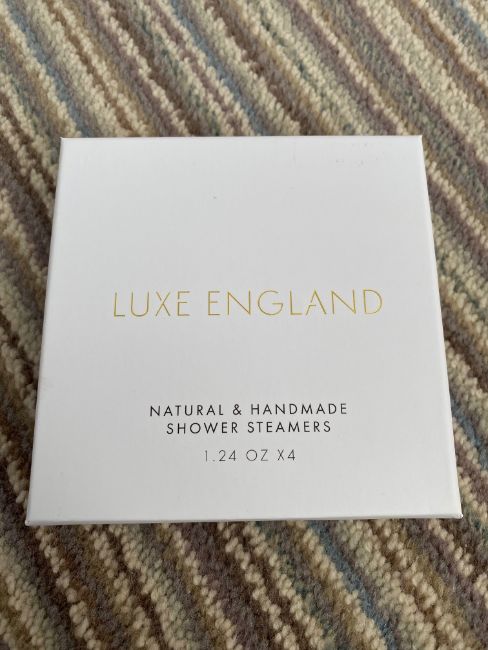 LUXE ENGLAND
NATURAL & HANDMADE
SHOWER STEAMERS
1.24 OZ X4